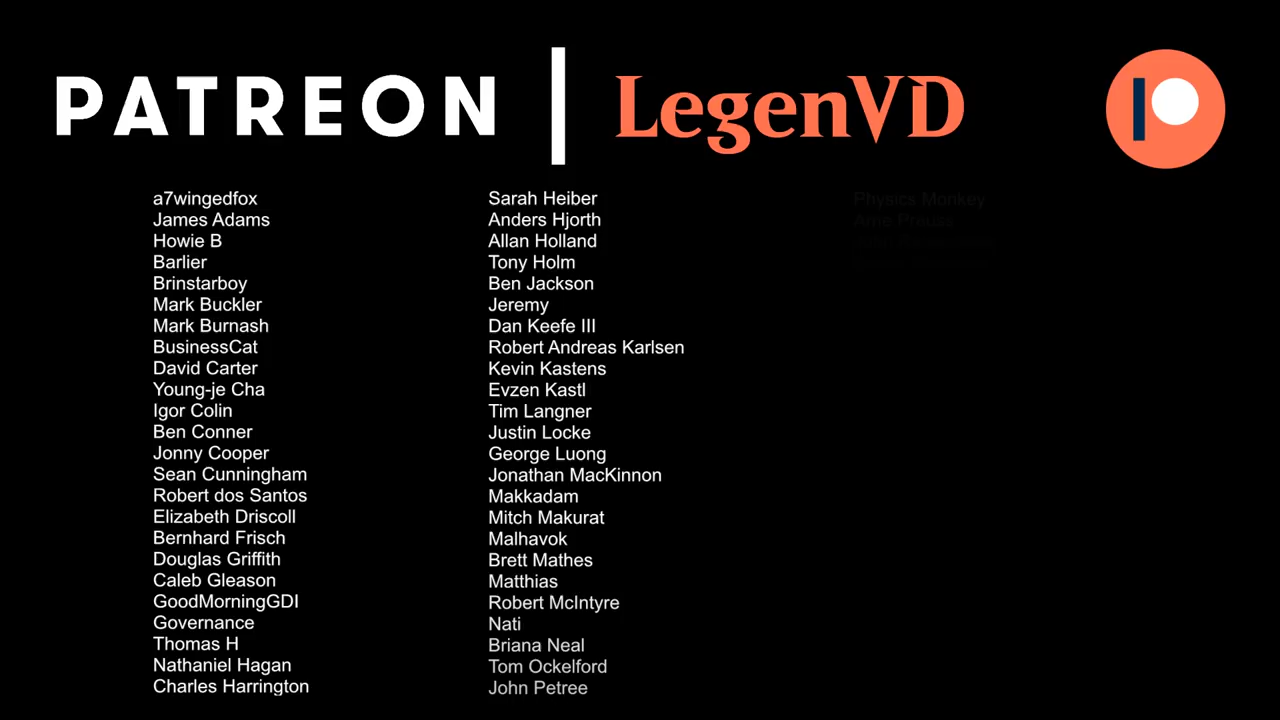 PATREON | LegenVD
a7wingedfox
James Adams
Howie B
Barlier
Brinstarboy
Mark Buckler
Mark Burnash
BusinessCat
David Carter
Young-je Cha
Igor Colin
Ben Conner
Jonny Cooper
Sean Cunningham
Robert dos Santos
Elizabeth Driscoll
Bernhard Frisch
Douglas Griffith
Caleb Gleason
GoodMorningGDI
Governance
Thomas H
Nathaniel Hagan
Charles Harrington
Sarah Heiber
Anders Hjorth
Allan Holland
Tony Holm
Ben Jackson
Jeremy
Dan Keefe III
Robert Andreas Karlsen
Kevin Kastens
Evzen Kastl
Tim Langner
Justin Locke
George Luong
Jonathan MacKinnon
Makkadam
Mitch Makurat
Malhavok
Brett Mathes
Matthias
Robert McIntyre
Nati
Briana Neal
Tom Ockelford
John Petree
Physics Monkey